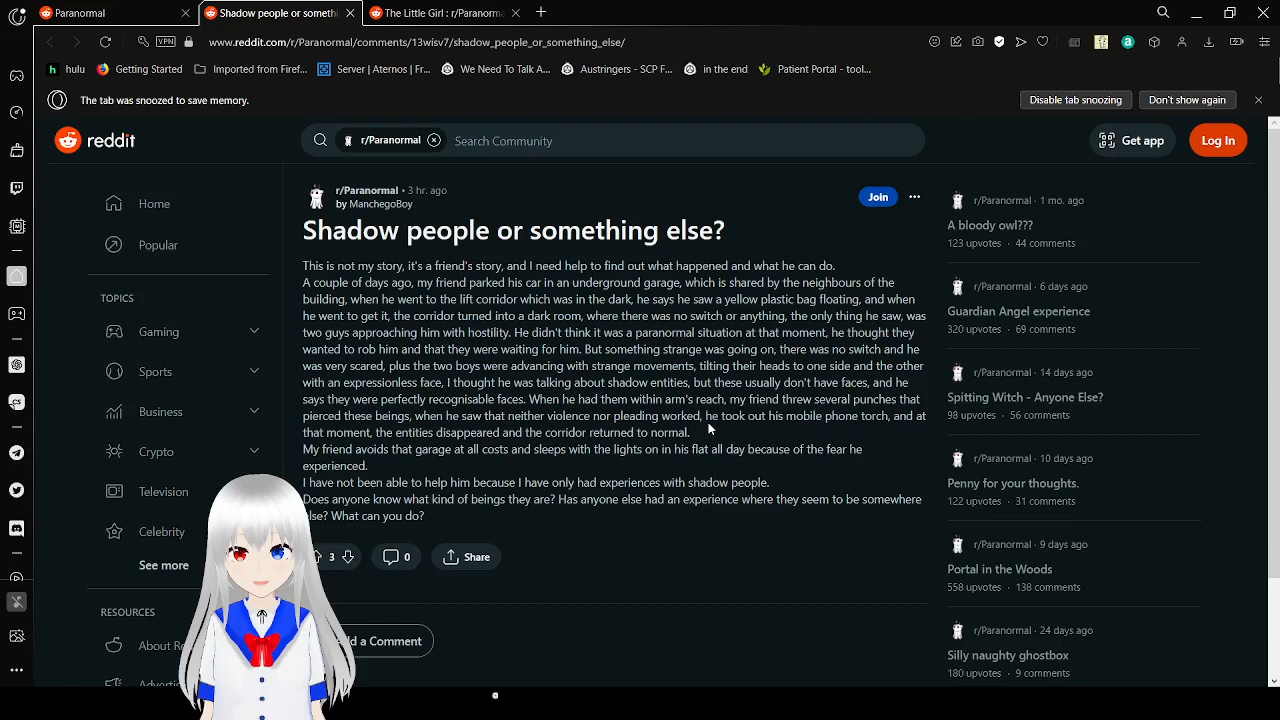 Paranormal
Shadow people or somethi
The Little Girl : r/Paranorma
VPN
www.reddit.com/r/Paranormal/comments/13wisv7/shadow_people_or_something_else/
hulu
Getting Started
Imported from Firef...
Server | Aternos | Fr...
We Need To Talk A...
Austringers - SCP F...
in the end
Patient Portal - tool...
The tab was snoozed to save memory.
Disable tab snoozing
Don't show again
reddit
r/Paranormal
Search Community
Get app
Log In
Home
Popular
TOPICS
Gaming
Sports
Business
Crypto
Television
Celebrity
See more
RESOURCES
About Re
Adverti
r/Paranormal • 3 hr. ago
by ManchegoBoy
Join
Shadow people or something else?
This is not my story, it's a friend's story, and I need help to find out what happened and what he can do.
A couple of days ago, my friend parked his car in an underground garage, which is shared by the neighbours of the
building, when he went to the lift corridor which was in the dark, he says he saw a yellow plastic bag floating, and when
he went to get it, the corridor turned into a dark room, where there was no switch or anything, the only thing he saw, was
two guys approaching him with hostility. He didn't think it was a paranormal situation at that moment, he thought they
wanted to rob him and that they were waiting for him. But something strange was going on, there was no switch and he
was very scared, plus the two boys were advancing with strange movements, tilting their heads to one side and the other
with an expressionless face, I thought he was talking about shadow entities, but these usually don't have faces, and he
says they were perfectly recognisable faces. When he had them within arm's reach, my friend threw several punches that
pierced these beings, when he saw that neither violence nor pleading worked, he took out his mobile phone torch, and at
that moment, the entities disappeared and the corridor returned to normal.
My friend avoids that garage at all costs and sleeps with the lights on in his flat all day because of the fear he
experienced.
I have not been able to help him because I have only had experiences with shadow people.
Does anyone know what kind of beings they are? Has anyone else had an experience where they seem to be somewhere
lse? What can you do?
3
0
Share
d a Comment
r/Paranormal · 1 mo. ago
A bloody owl???
123 upvotes · 44 comments
r/Paranormal · 6 days ago
Guardian Angel experience
320 upvotes · 69 comments
r/Paranormal · 14 days ago
Spitting Witch - Anyone Else?
98 upvotes · 56 comments
r/Paranormal · 10 days ago
Penny for your thoughts.
122 upvotes · 31 comments
r/Paranormal · 9 days ago
Portal in the Woods
558 upvotes · 138 comments
r/Paranormal · 24 days ago
Silly naughty ghostbox
180 upvotes · 9 comments